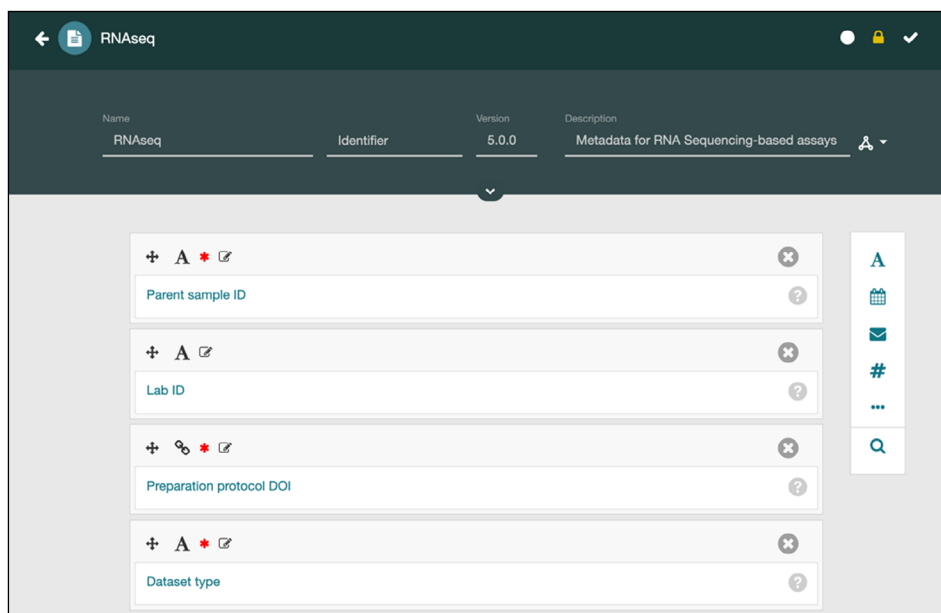 RNAseq
Name
RNAseq
Identifier
Version
5.0.0
Description
Metadata for RNA Sequencing-based assays
A
Parent sample ID
?
A
#
A
Lab ID
?
Preparation protocol DOI
?
A
Dataset type
?